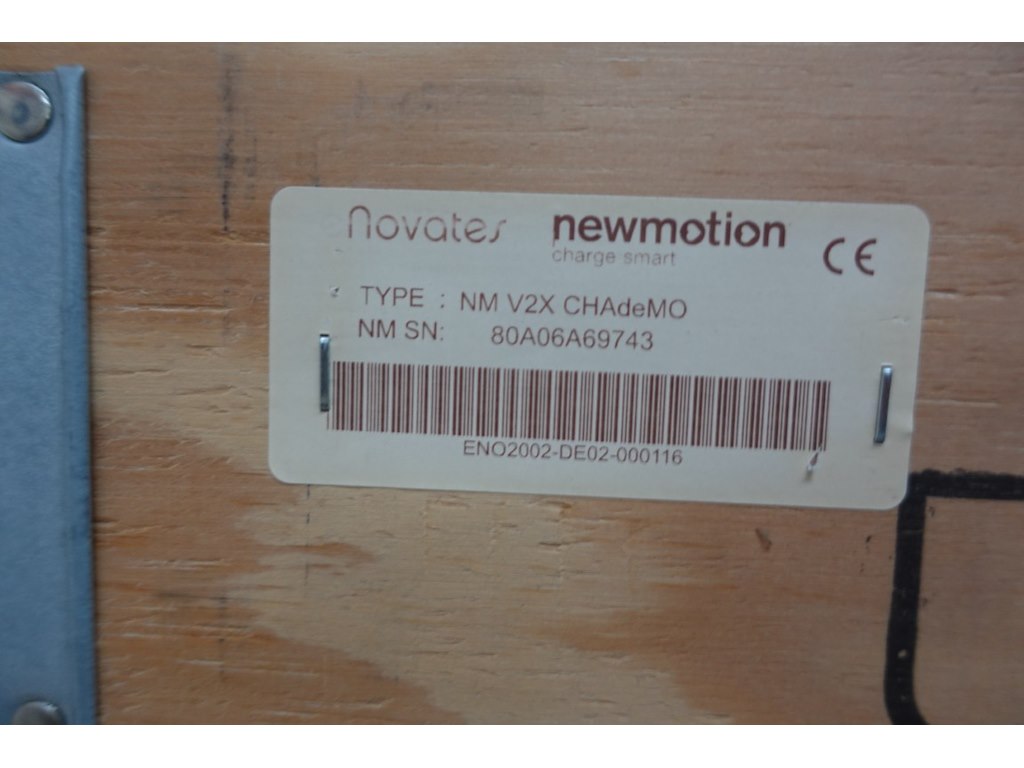 Novates newmotion
charge smart
CE
TYPE : NM V2X CHAdeMO
NM SN: 80A06A69743
ENO2002-DE02-000116